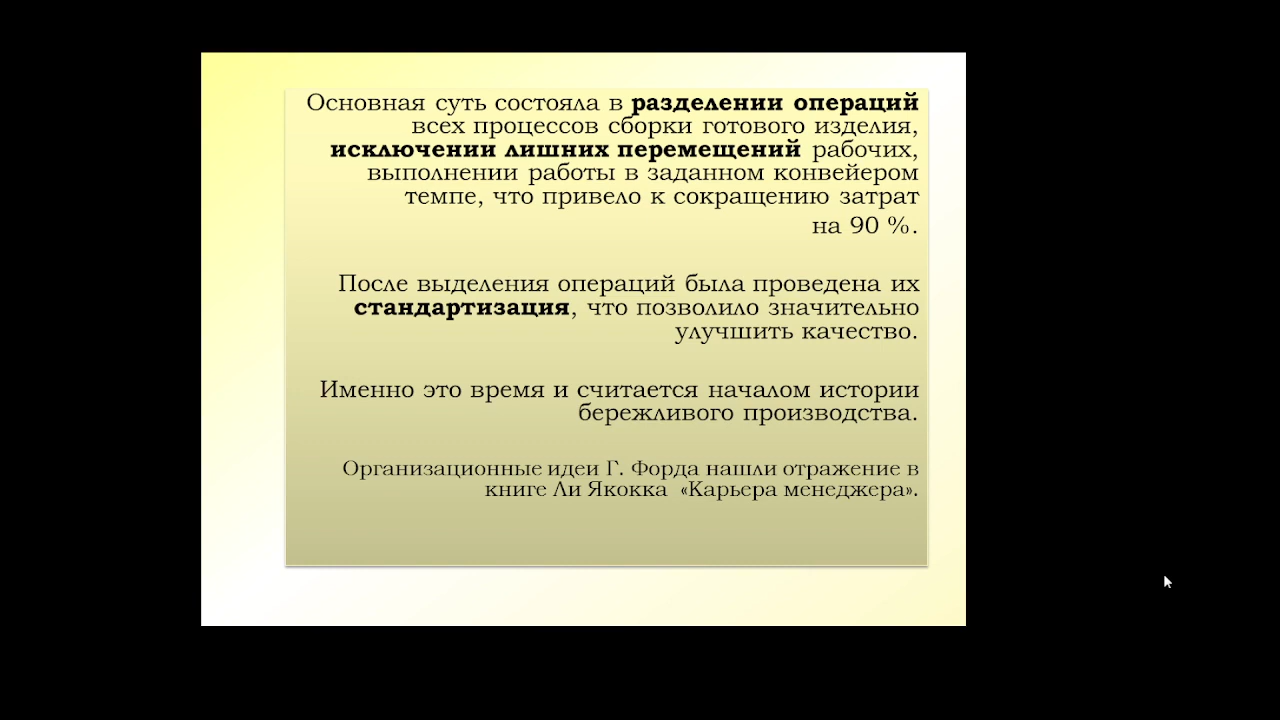 Основная суть состояла в разделении операций
всех процессов сборки готового изделия,
исключении лишних перемещений рабочих,
выполнении работы в заданном конвейером
темпе, что привело к сокращению затрат
на 90 %.
После выделения операций была проведена их
стандартизация, что позволило значительно
улучшить качество.
Именно это время и считается началом истории
бережливого производства.
Организационные идеи Г. Форда нашли отражение в
книге Ли Якокка «Карьера менеджера».